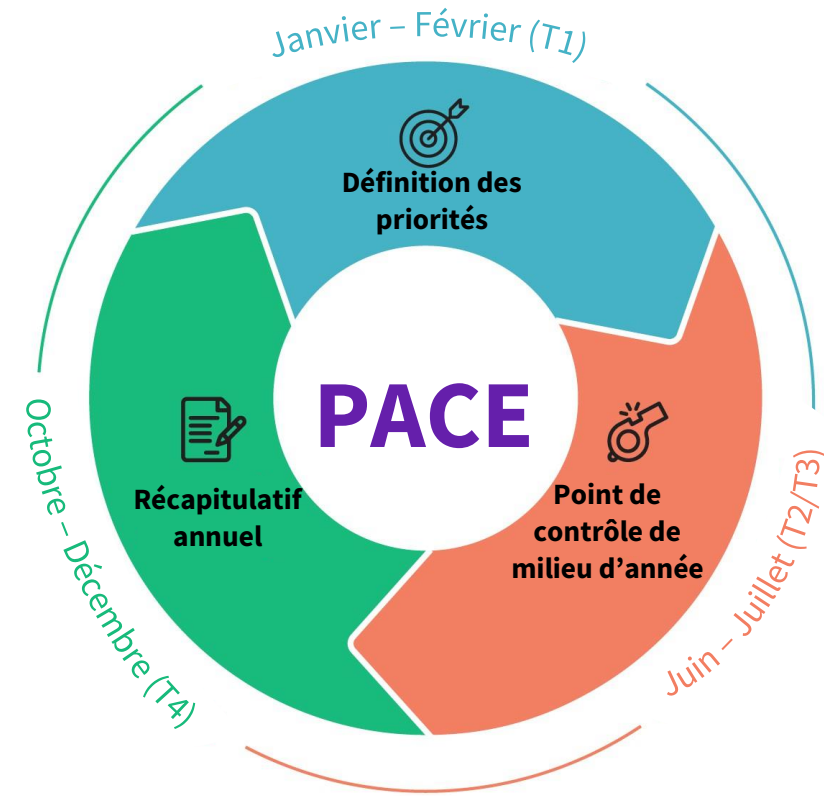 Janvier – Février (T1)
Définition des
priorités
PACE
Point de
contrôle de
milieu d’année
Juin – Juillet (T2/T3)
Récapitulatif
annuel
Octobre – Décembre (T4)